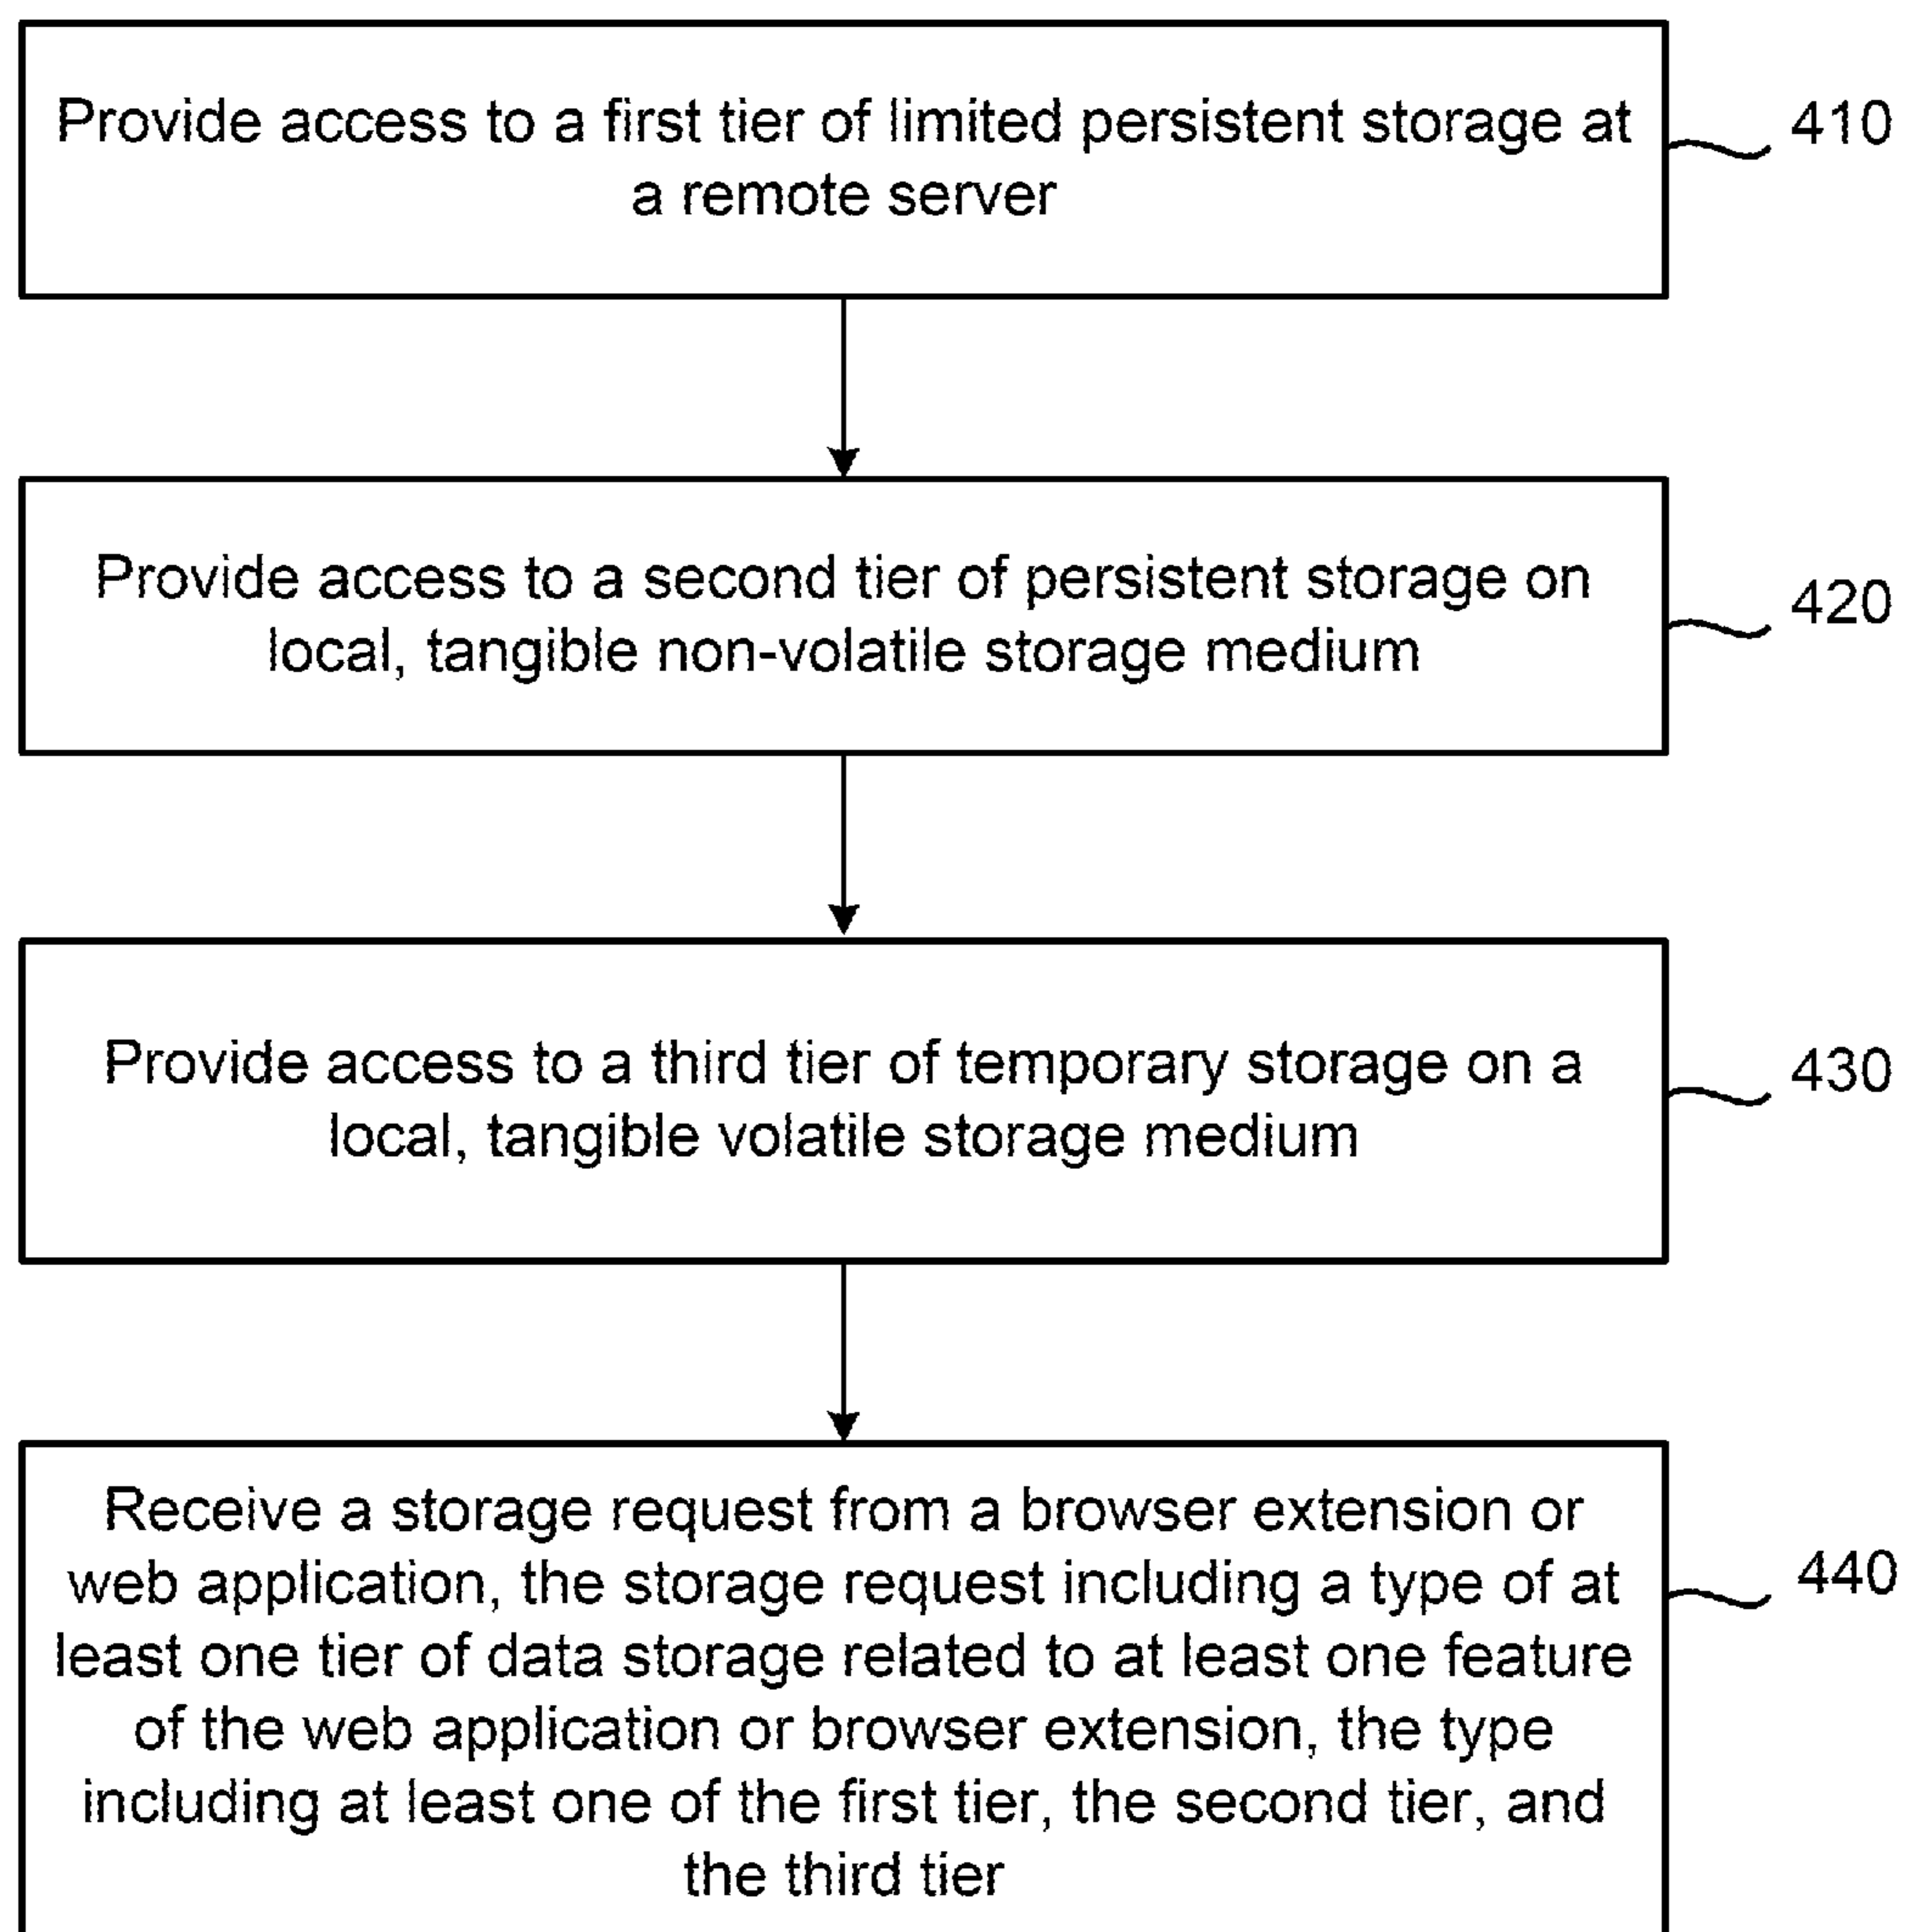 Provide access to a first tier of limited persistent storage at
a remote server
410
Provide access to a second tier of persistent storage on
local, tangible non-volatile storage medium
420
Provide access to a third tier of temporary storage on a
local, tangible volatile storage medium
430
Receive a storage request from a browser extension or
web application, the storage request including a type of at
least one tier of data storage related to at least one feature
of the web application or browser extension, the type
including at least one of the first tier, the second tier, and
the third tier
440